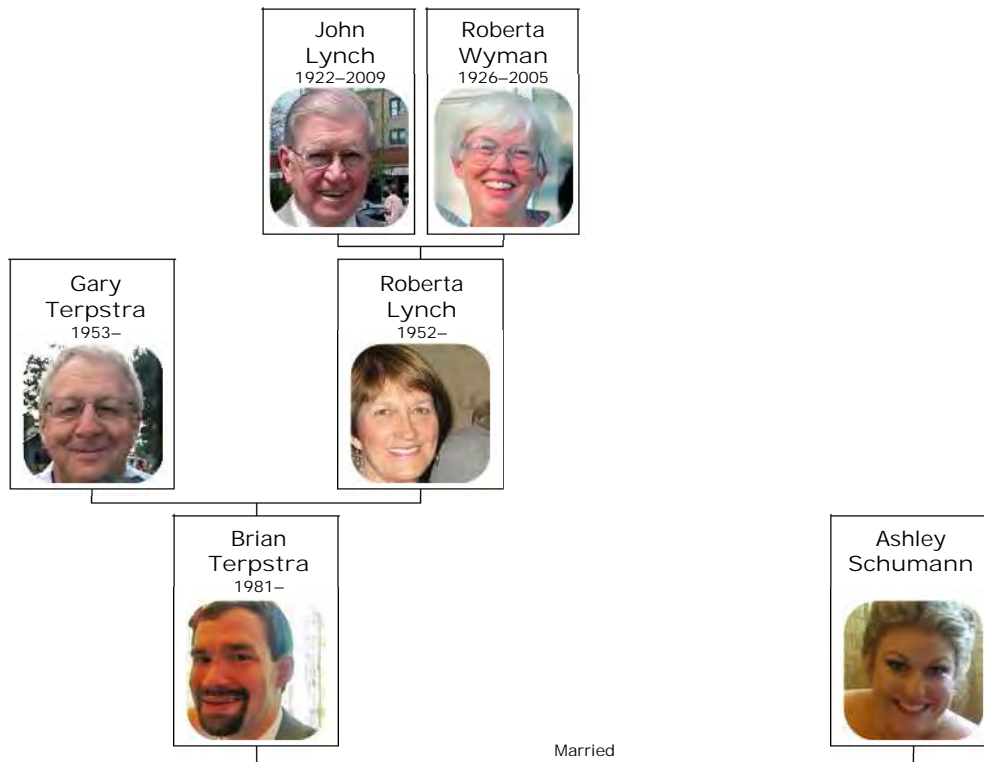 John
Lynch
1922–2009
Roberta
Wyman
1926–2005
Gary
Terpstra
1953–
Roberta
Lynch
1952–
Brian
Terpstra
1981–
Ashley
Schumann
Married